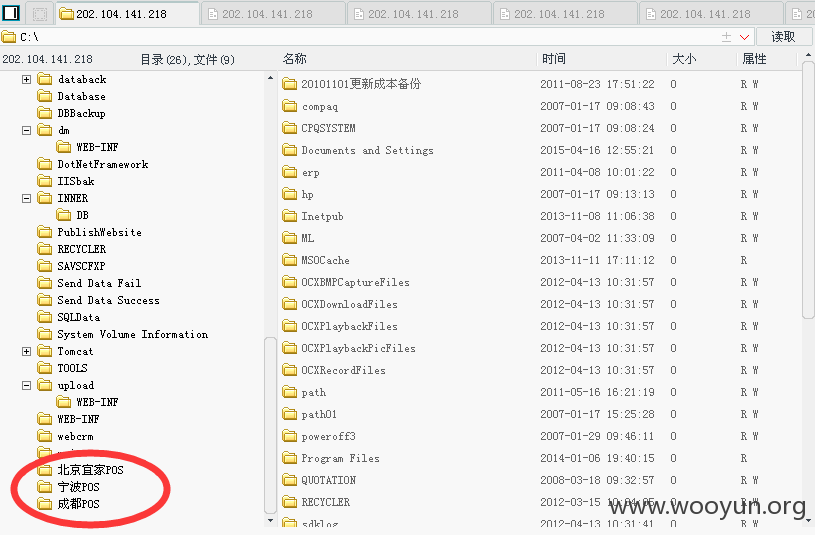 202.104.141.218 202.104.141.218 202.104.141.218 202.104.141.218 202.104.141.218
C:\ 读取
202.104.141.218 目录(26),文件(9)
databack
Database
DBBackup
dm
WEB-INF
DotNetFramework
IISbak
INNER
DB
PublishWebsite
RECYCLER
SAVSCFXP
Send Data Fail
Send Data Success
SQLData
System Volume Information
Tomcat
TOOLS
upload
WEB-INF
WEB-INF
webcrm
北京宜家POS
宁波POS
成都POS
名称 时间 大小 属性
20101101更新成本备份 2011-08-23 17:51:22 0 R W
compaq 2007-01-17 09:08:43 0 R W
CPQSYSTEM 2007-01-17 09:08:24 0 R W
Documents and Settings 2015-04-16 12:55:21 0 R W
erp 2011-04-08 10:01:22 0 R W
hp 2007-01-17 09:13:13 0 R W
Inetpub 2013-11-08 11:06:38 0 R W
ML 2007-04-02 11:33:09 0 R W
MSOCache 2013-11-11 17:11:12 0 R
OCXBMPCaptureFiles 2012-04-13 10:31:57 0 R W
OCXDownloadFiles 2012-04-13 10:31:57 0 R W
OCXPlaybackFiles 2012-04-13 10:31:57 0 R W
OCXPlaybackPicFiles 2012-04-13 10:31:57 0 R W
OCXRecordFiles 2012-04-13 10:31:57 0 R W
path 2011-05-16 16:21:19 0 R W
path01 2007-01-17 15:25:28 0 R W
poweroff3 2007-01-29 09:46:11 0 R W
Program Files 2014-01-06 19:40:15 0 R
QUOTATION 2008-03-18 09:32:57 0 R W
RECYCLER 2012-03-15 10:04:05 0 R W
sdklog 2012-04-13 10:31:41 0 R W
www.wooyun.org